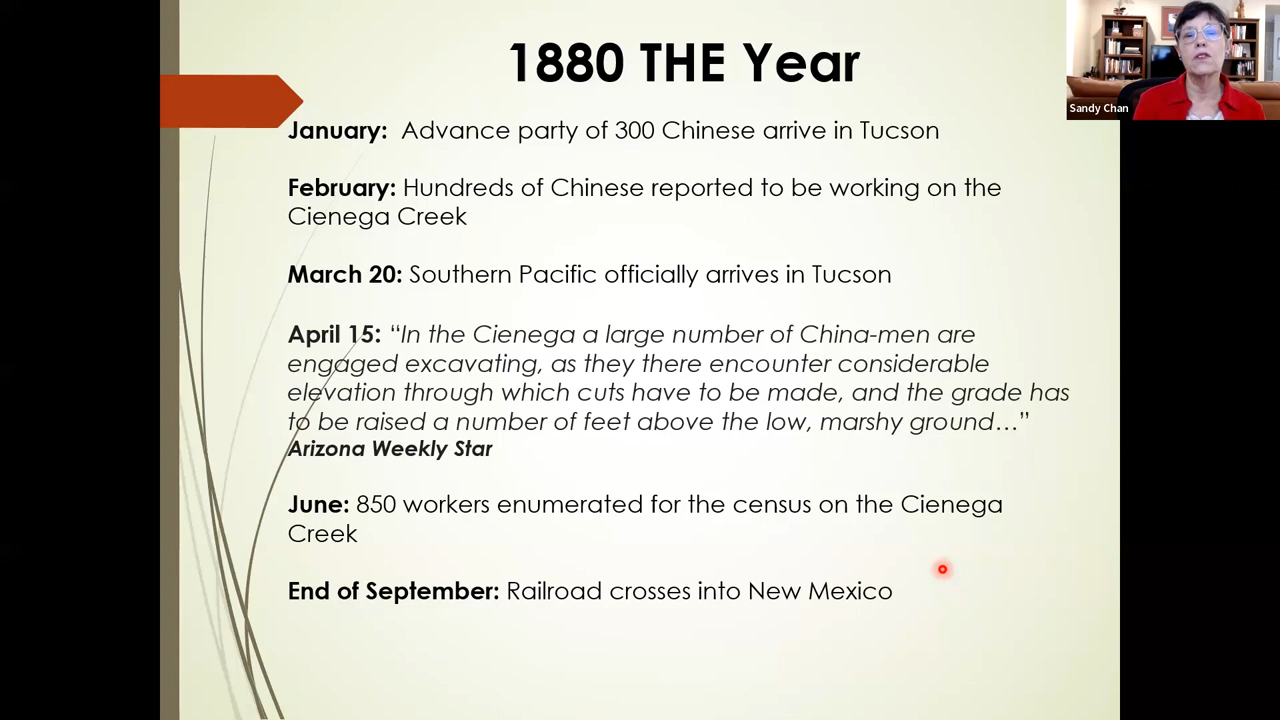 1880 THE Year
Sandy Chan
January:  Advance party of 300 Chinese arrive in Tucson
February: Hundreds of Chinese reported to be working on the
Cienega Creek
March 20: Southern Pacific officially arrives in Tucson
April 15: “In the Cienega a large number of China-men are
engaged excavating, as they there encounter considerable
elevation through which cuts have to be made, and the grade has
to be raised a number of feet above the low, marshy ground…”
Arizona Weekly Star
June: 850 workers enumerated for the census on the Cienega
Creek
End of September: Railroad crosses into New Mexico